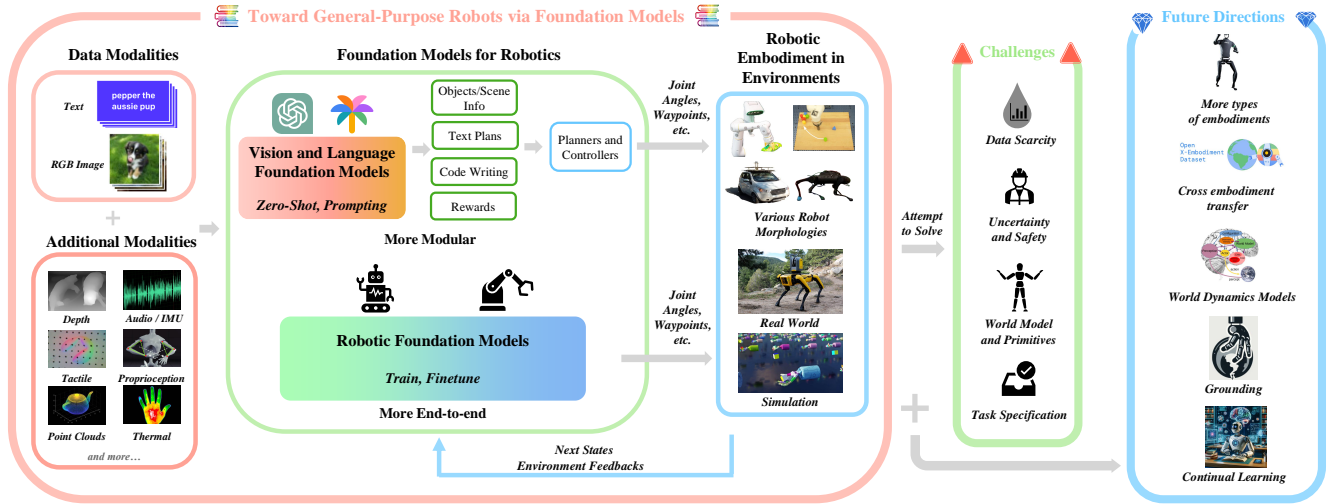 Toward General-Purpose Robots via Foundation Models
Data Modalities
Text
pepper the
aussie pup
RGB Image
Additional Modalities
Depth
Audio / IMU
Tactile
Proprioception
Point Clouds
Thermal
and more…
Foundation Models for Robotics
Vision and Language
Foundation Models
Zero-Shot, Prompting
Objects/Scene
Info
Text Plans
Code Writing
Rewards
Planners and
Controllers
More Modular
Robotic Foundation Models
Train, Finetune
More End-to-end
Joint
Angles,
Waypoints,
etc.
Joint
Angles,
Waypoints,
etc.
Next States
Environment Feedbacks
Robotic
Embodiment in
Environments
Various Robot
Morphologies
Real World
Simulation
Attempt
to Solve
Challenges
Data Scarcity
Uncertainty
and Safety
World Model
and Primitives
Task Specification
Future Directions
More types
of embodiments
Open
X-Embodiment
Dataset
Cross embodiment
transfer
World Dynamics Models
Grounding
Continual Learning